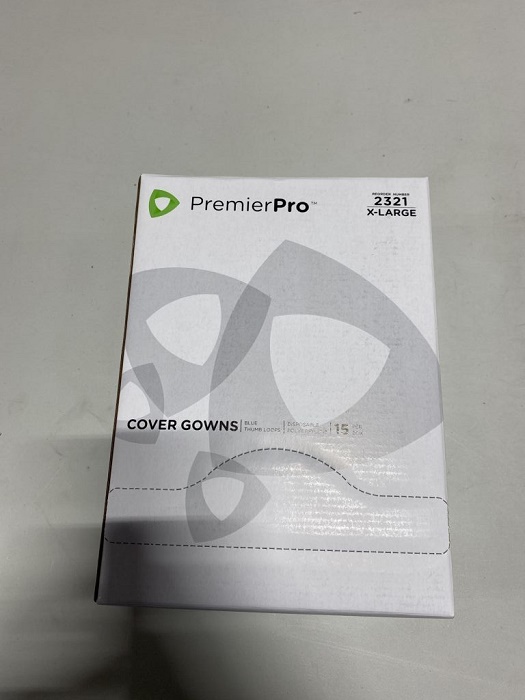 PremierPro™
REORDER NUMBER
2321
X-LARGE
COVER GOWNS
BLUE
THUMB LOOPS
15